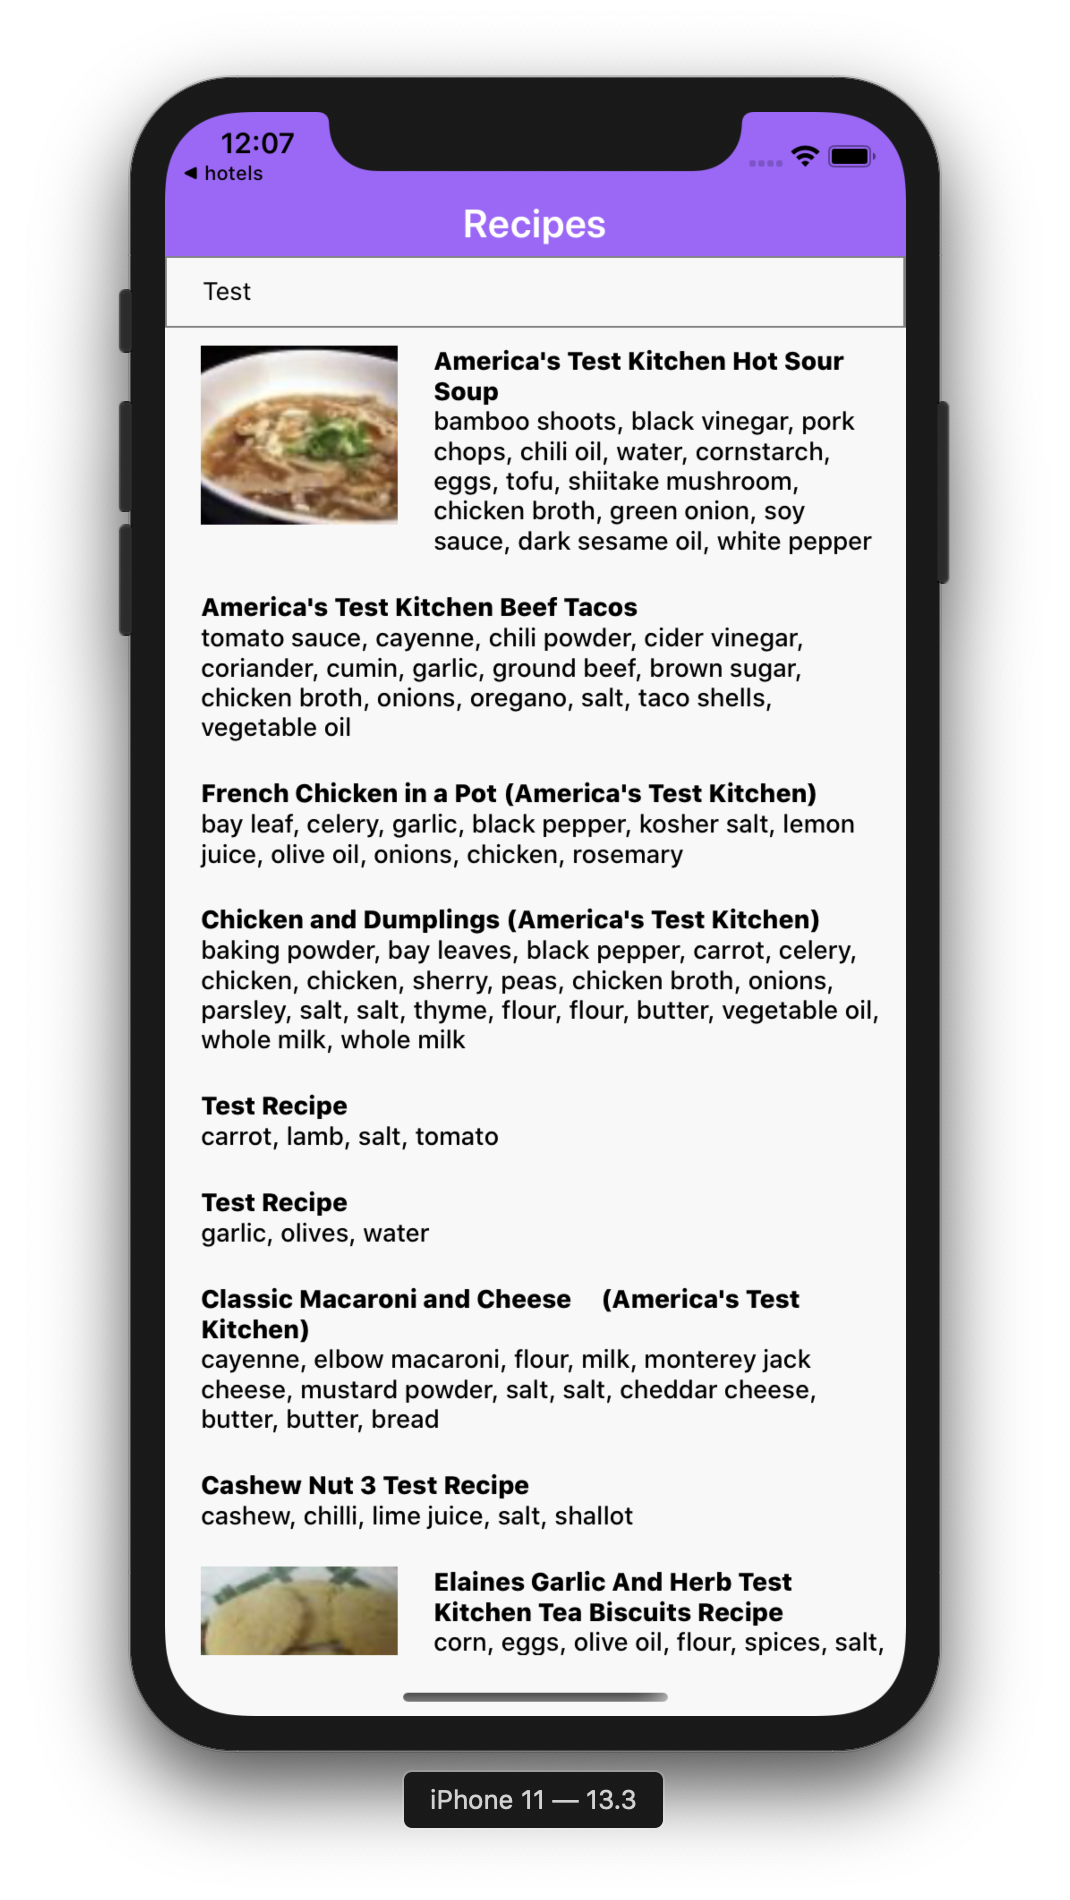 12:07
◀ hotels
Recipes
Test
America's Test Kitchen Hot Sour
Soup
bamboo shoots, black vinegar, pork
chops, chili oil, water, cornstarch,
eggs, tofu, shiitake mushroom,
chicken broth, green onion, soy
sauce, dark sesame oil, white pepper
America's Test Kitchen Beef Tacos
tomato sauce, cayenne, chili powder, cider vinegar,
coriander, cumin, garlic, ground beef, brown sugar,
chicken broth, onions, oregano, salt, taco shells,
vegetable oil
French Chicken in a Pot (America's Test Kitchen)
bay leaf, celery, garlic, black pepper, kosher salt, lemon
juice, olive oil, onions, chicken, rosemary
Chicken and Dumplings (America's Test Kitchen)
baking powder, bay leaves, black pepper, carrot, celery,
chicken, chicken, sherry, peas, chicken broth, onions,
parsley, salt, salt, thyme, flour, flour, butter, vegetable oil,
whole milk, whole milk
Test Recipe
carrot, lamb, salt, tomato
Test Recipe
garlic, olives, water
Classic Macaroni and Cheese    (America's Test
Kitchen)
cayenne, elbow macaroni, flour, milk, monterey jack
cheese, mustard powder, salt, salt, cheddar cheese,
butter, butter, bread
Cashew Nut 3 Test Recipe
cashew, chilli, lime juice, salt, shallot
Elaines Garlic And Herb Test
Kitchen Tea Biscuits Recipe
corn, eggs, olive oil, flour, spices, salt,
iPhone 11 — 13.3